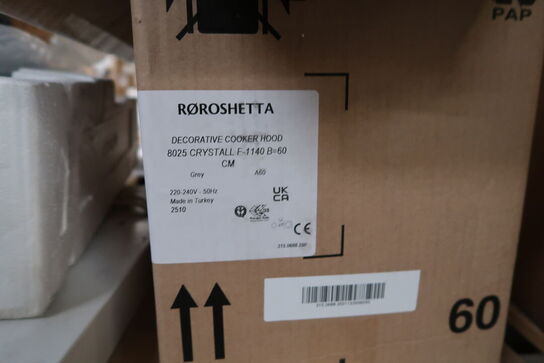 PAP
RØROSHETTA
DECORATIVE COOKER HOOD
8025 CRYSTALL F-1140 B=60
CM
Grey A60
220-240V - 50Hz
Made in Turkey
2510
UK
CA
CE
60